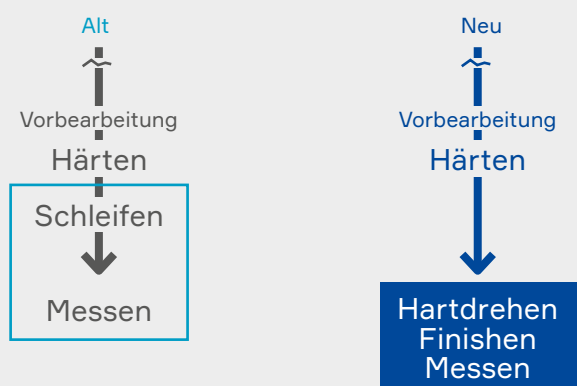 Alt
Vorbearbeitung
Härten
Schleifen
Messen
Neu
Vorbearbeitung
Härten
Hartdrehen
Finishen
Messen